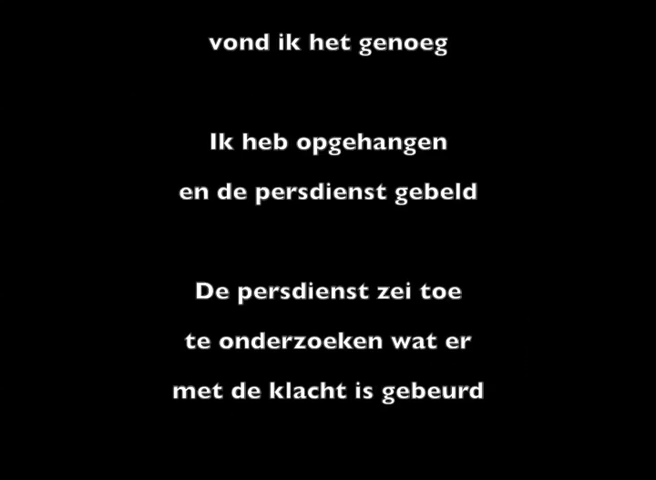 vond ik het genoeg
Ik heb opgehangen
en de persdienst gebeld
De persdienst zei toe
te onderzoeken wat er
met de klacht is gebeurd